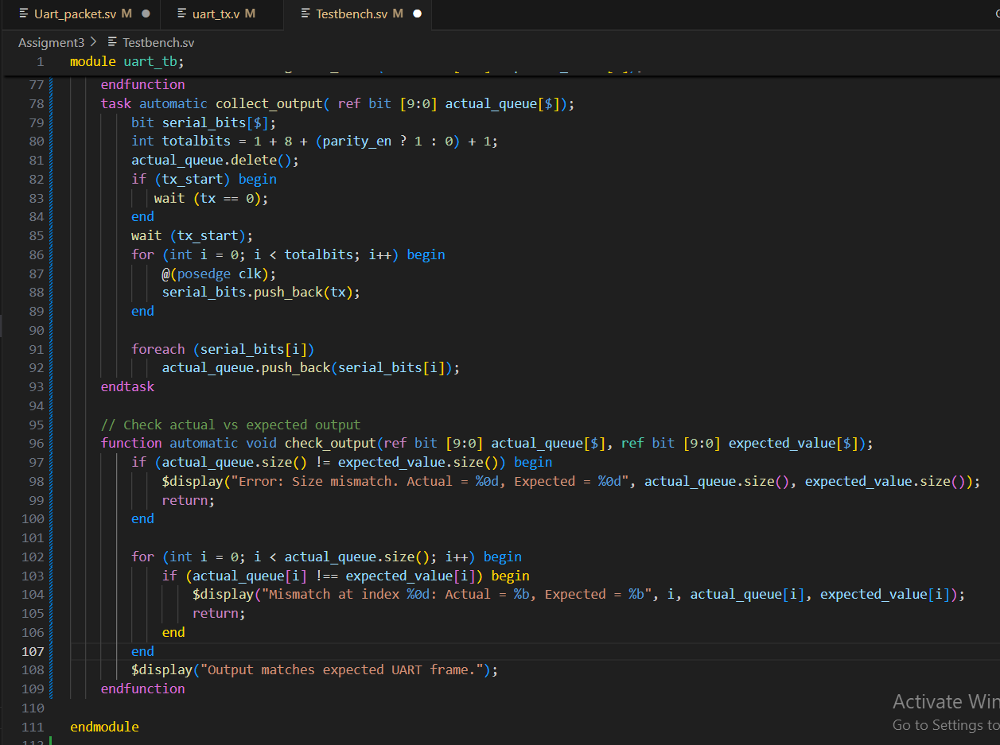 Uart_packet.sv M
uart_tx.v M
Testbench.sv M
Assigment3 > Testbench.sv
1 module uart_tb;
77 endfunction
78 task automatic collect_output( ref bit [9:0] actual_queue[$]);
79 bit serial_bits[$];
80 int totalbits = 1 + 8 + (parity_en ? 1 : 0) + 1;
81 actual_queue.delete();
82 if (tx_start) begin
83 wait (tx == 0);
84 end
85 wait (tx_start);
86 for (int i = 0; i < totalbits; i++) begin
87 @(posedge clk);
88 serial_bits.push_back(tx);
89 end
90
91 foreach (serial_bits[i])
92 actual_queue.push_back(serial_bits[i]);
93 endtask
94
95 // Check actual vs expected output
96 function automatic void check_output(ref bit [9:0] actual_queue[$], ref bit [9:0] expected_value[$]);
97 if (actual_queue.size() != expected_value.size()) begin
98 $display("Error: Size mismatch. Actual = %0d, Expected = %0d", actual_queue.size(), expected_value.size());
99 return;
100 end
101
102 for (int i = 0; i < actual_queue.size(); i++) begin
103 if (actual_queue[i] !== expected_value[i]) begin
104 $display("Mismatch at index %0d: Actual = %b, Expected = %b", i, actual_queue[i], expected_value[i]);
105 return;
106 end
107 end
108 $display("Output matches expected UART frame.");
109 endfunction
110
111 endmodule
Activate Win
Go to Settings to